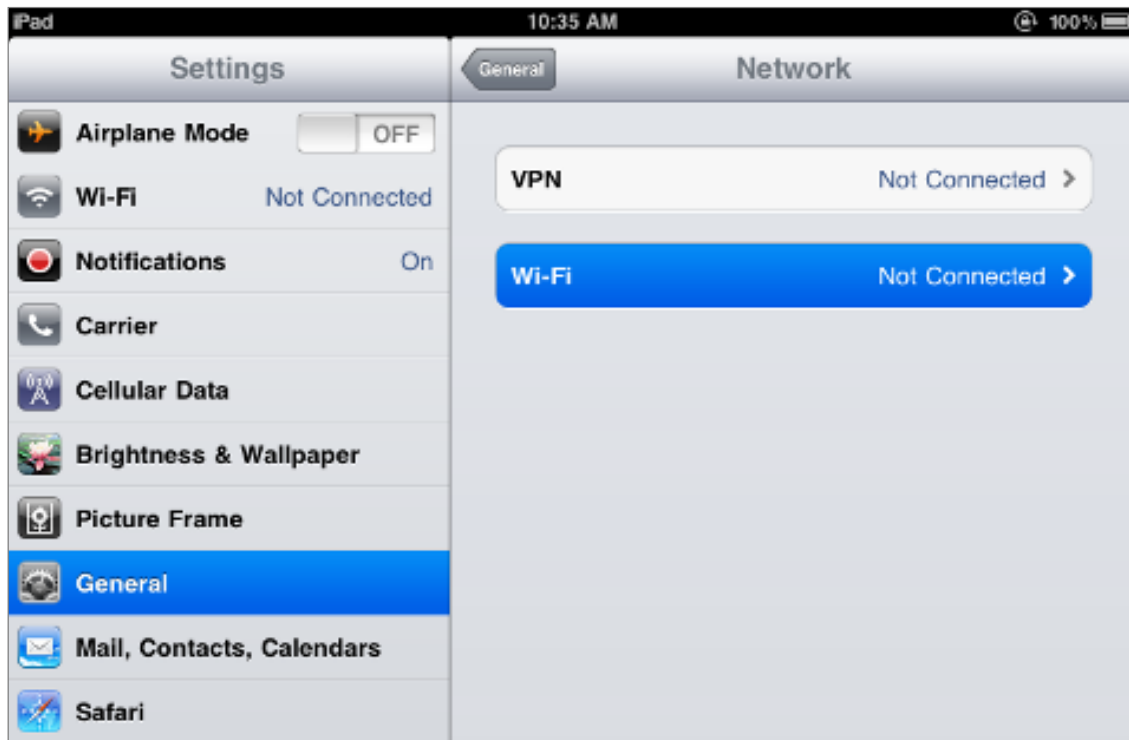 iPad 10:35 AM 100%
Settings
Airplane Mode OFF
Wi-Fi Not Connected
Notifications On
Carrier
Cellular Data
Brightness & Wallpaper
Picture Frame
General
Mail, Contacts, Calendars
Safari
General Network
VPN Not Connected
Wi-Fi Not Connected